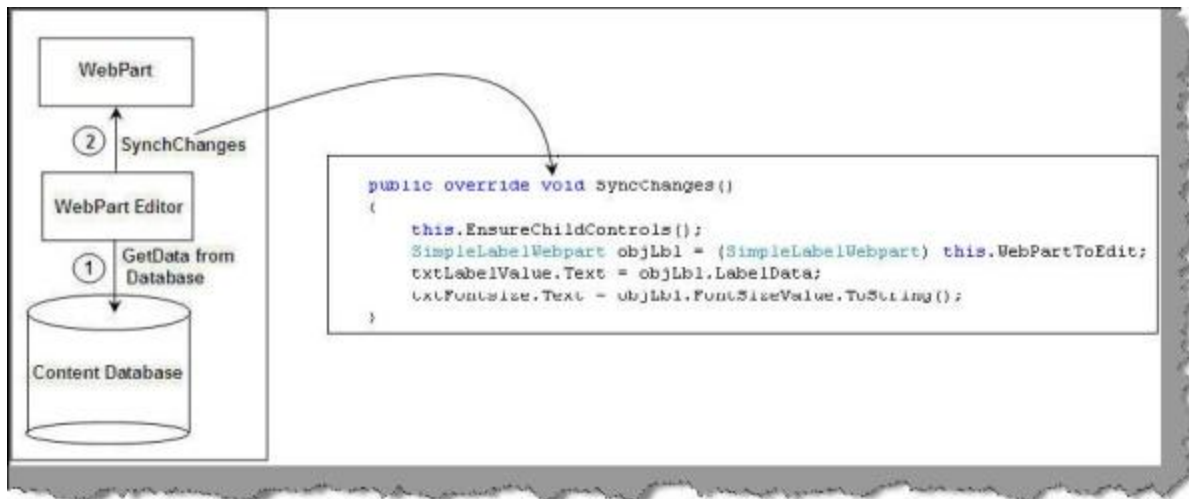 WebPart
2
SynchChanges
WebPart Editor
1
GetData from
Database
Content Database
public override void SyncChanges()
{
this.EnsureChildControls();
SimpleLabelWebpart objLbl = (SimpleLabelWebpart) this.WebPartToEdit;
txtLabelValue.Text = objLbl.LabelData;
txtFontsize.Text = objLbl.FontSizeValue.ToString();
}